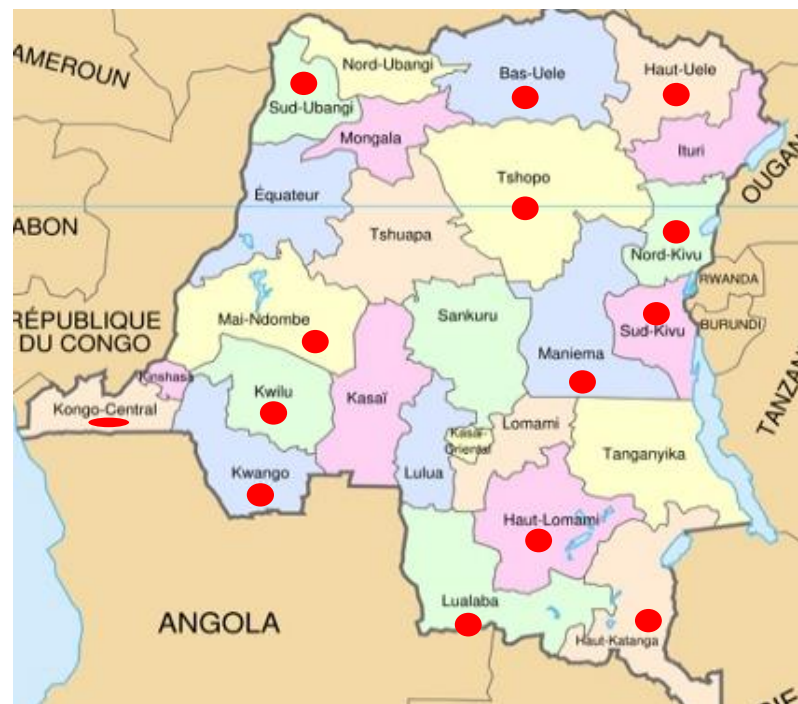 AMEROUN
Nord-Ubangi
Bas-Uele
Haut-Uele
Sud-Ubangi
Mongala
Ituri
OUGAN
Tshopo
Équateur
ABON
Tshuapa
Nord-Kivu
RWANDA
RÉPUBLIQUE
DU CONGO
Mai-Ndombe
Sankuru
Sud-Kivu
BURUNDI
Maniema
Kinshasa
Kongo-Central
Kwilu
Kasaï
TANZAN
Lomami
Kasaï-
Oriental
Kwango
Lulua
Tanganyika
Haut-Lomami
Lualaba
ANGOLA
Haut-Katanga